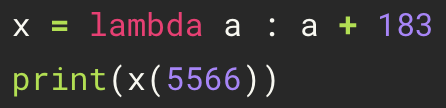 x = lambda a : a + 183
print(x(5566))